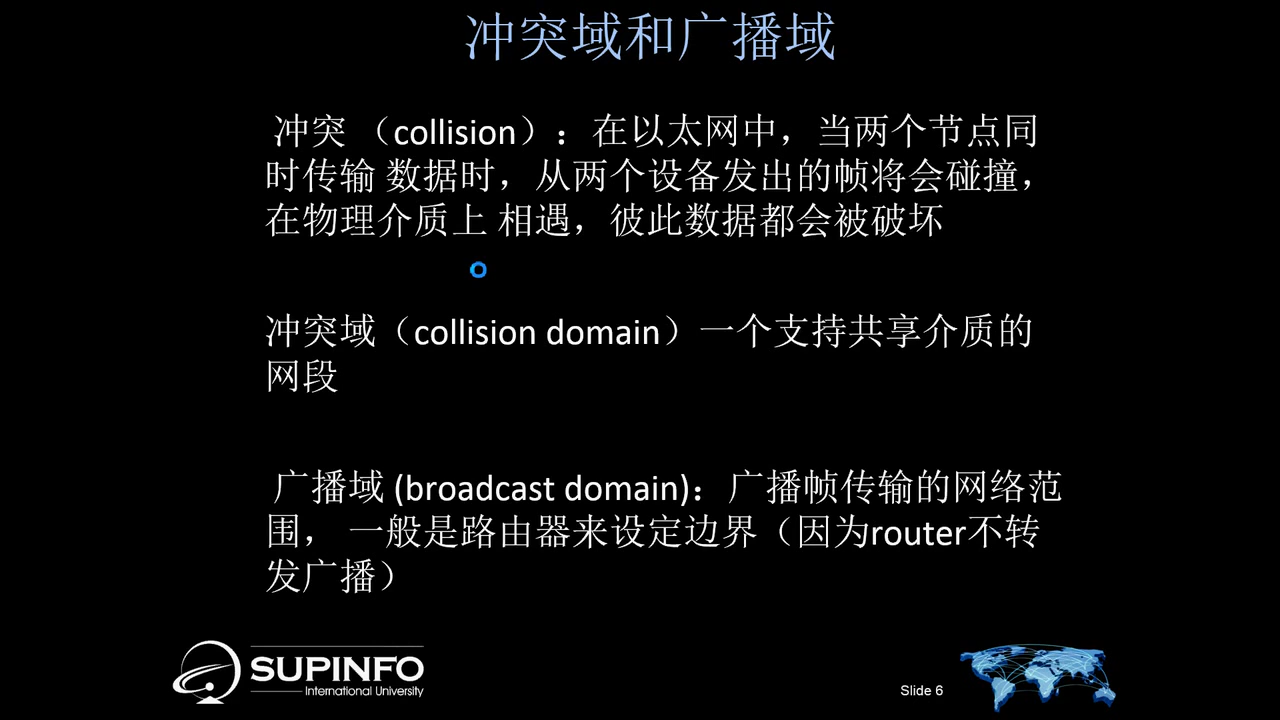 冲突域和广播域
冲突 （collision）：在以太网中，当两个节点同
时传输 数据时，从两个设备发出的帧将会碰撞，
在物理介质上 相遇，彼此数据都会被破坏
冲突域（collision domain）一个支持共享介质的
网段
广播域 (broadcast domain)：广播帧传输的网络范
围， 一般是路由器来设定边界（因为router不转
发广播）
SUPINFO
International University
Slide 6